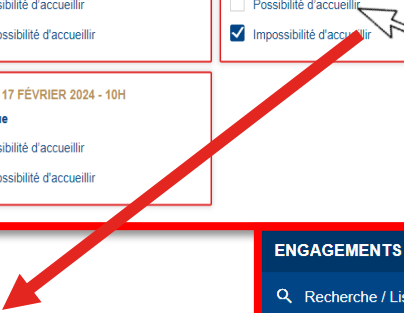 sibilité d'accueillir
Possibilité d'accueillir
ossibilité d'accueillir
Impossibilité d'accueillir
17 FÉVRIER 2024 - 10H
ue
sibilité d'accueillir
ossibilité d'accueillir
ENGAGEMENTS
Recherche / Lis